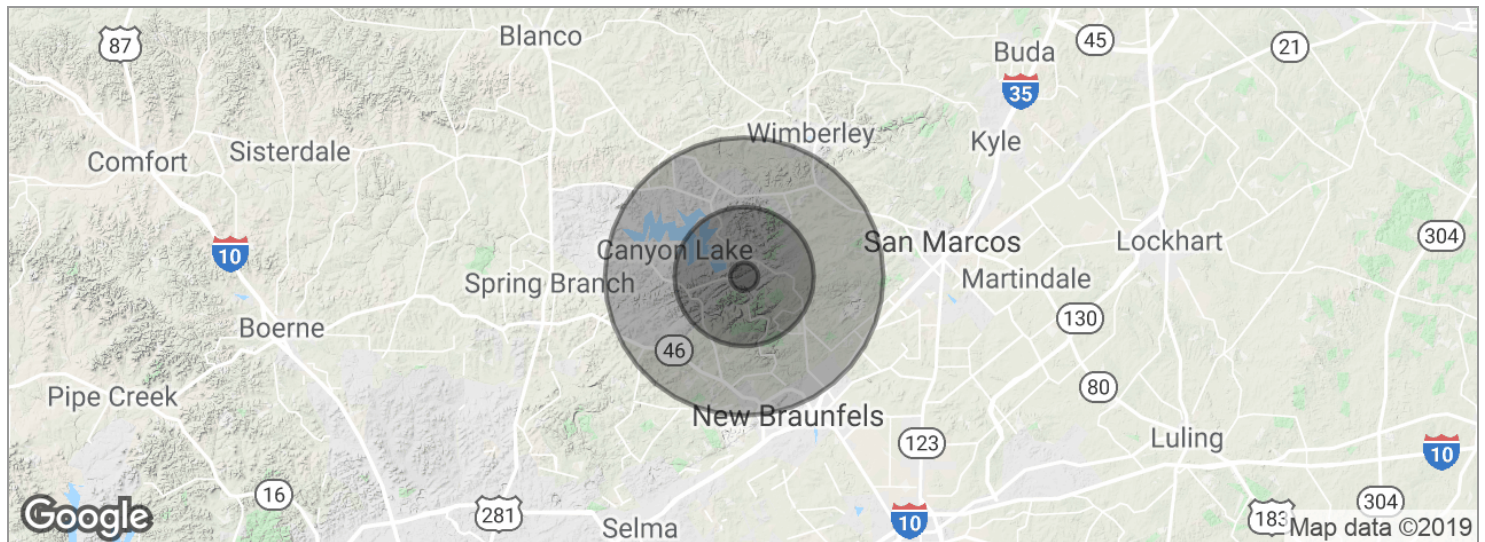 87
Blanco
Buda
45
21
35
Wimberley
Kyle
Comfort
Sisterdale
304
10
Canyon Lake
San Marcos
Lockhart
Spring Branch
Martindale
130
Boerne
46
80
Pipe Creek
New Braunfels
123
Luling
10
16
281
Selma
10
183
304
Google
Map data ©2019